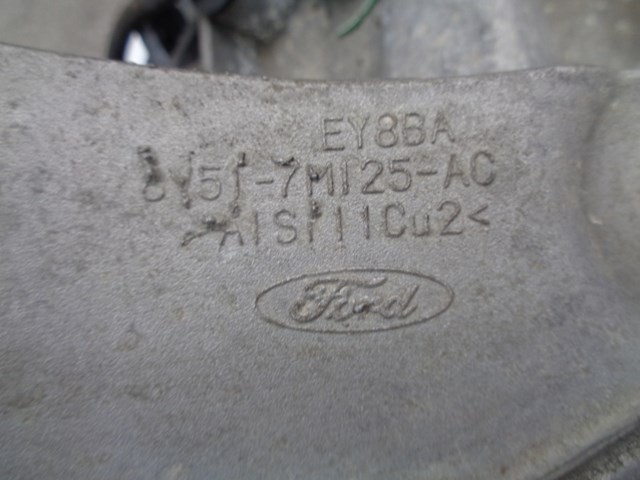 EY8BA
8V51-7M125-AC
>AlSi11Cu2<
Ford